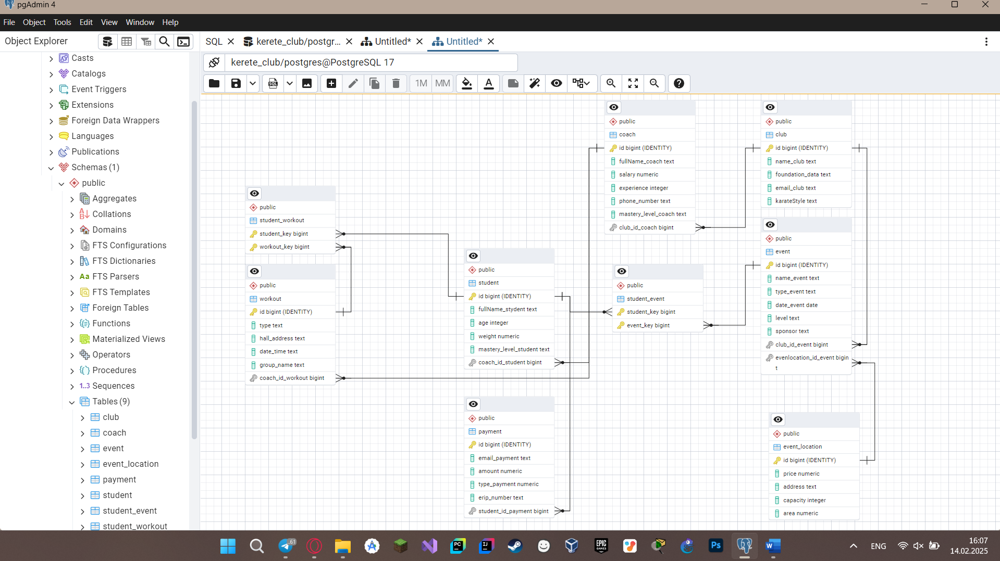 pgAdmin 4
File Object Tools Edit View Window Help
Object Explorer
SQL kerete_club/postgr... Untitled* Untitled*
kerete_club/postgres@PostgreSQL 17
SQL 1M MM A
Casts
Catalogs
Event Triggers
Extensions
Foreign Data Wrappers
Languages
Publications
Schemas (1)
public
Aggregates
Collations
Domains
FTS Configurations
FTS Dictionaries
Aa FTS Parsers
FTS Templates
Foreign Tables
Functions
Materialized Views
Operators
Procedures
1..3 Sequences
Tables (9)
club
coach
event
event_location
payment
student
student_event
student_workout
public
student_workout
student_key bigint
workout_key bigint
public
workout
id bigint (IDENTITY)
type text
hall_address text
date_time text
group_name text
coach_id_workout bigint
public
student
id bigint (IDENTITY)
fullName_stydent text
age integer
weight numeric
mastery_level_student text
coach_id_student bigint
public
payment
id bigint (IDENTITY)
email_payment text
amount numeric
type_payment numeric
erip_number text
student_id_payment bigint
public
coach
id bigint (IDENTITY)
fullName_coach text
salary numeric
experience integer
phone_number text
mastery_level_coach text
club_id_coach bigint
public
student_event
student_key bigint
event_key bigint
public
club
id bigint (IDENTITY)
name_club text
foundation_data text
email_club text
karateStyle text
public
event
id bigint (IDENTITY)
name_event text
type_event text
date_event date
level text
sponsor text
club_id_event bigint
evenlocation_id_event bigin
t
public
event_location
id bigint (IDENTITY)
price numeric
address text
capacity integer
area numeric
61
PC
IJ
EPIC
GAMES
Ps
W
ENG
16:07
14.02.2025